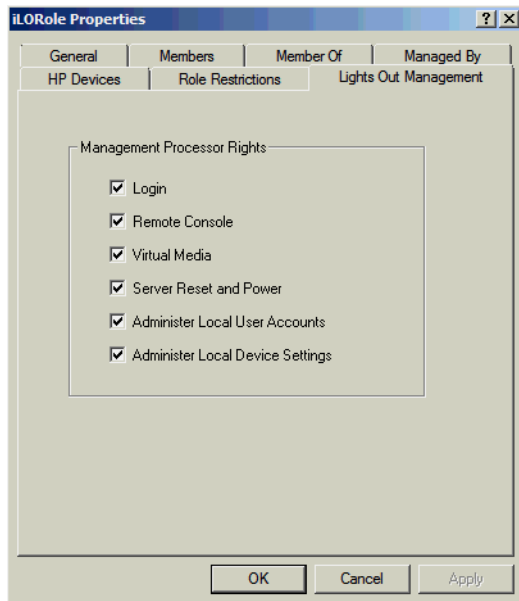 iLORole Properties
General Members Member Of Managed By
HP Devices Role Restrictions Lights Out Management
Management Processor Rights
Login
Remote Console
Virtual Media
Server Reset and Power
Administer Local User Accounts
Administer Local Device Settings
OK Cancel Apply